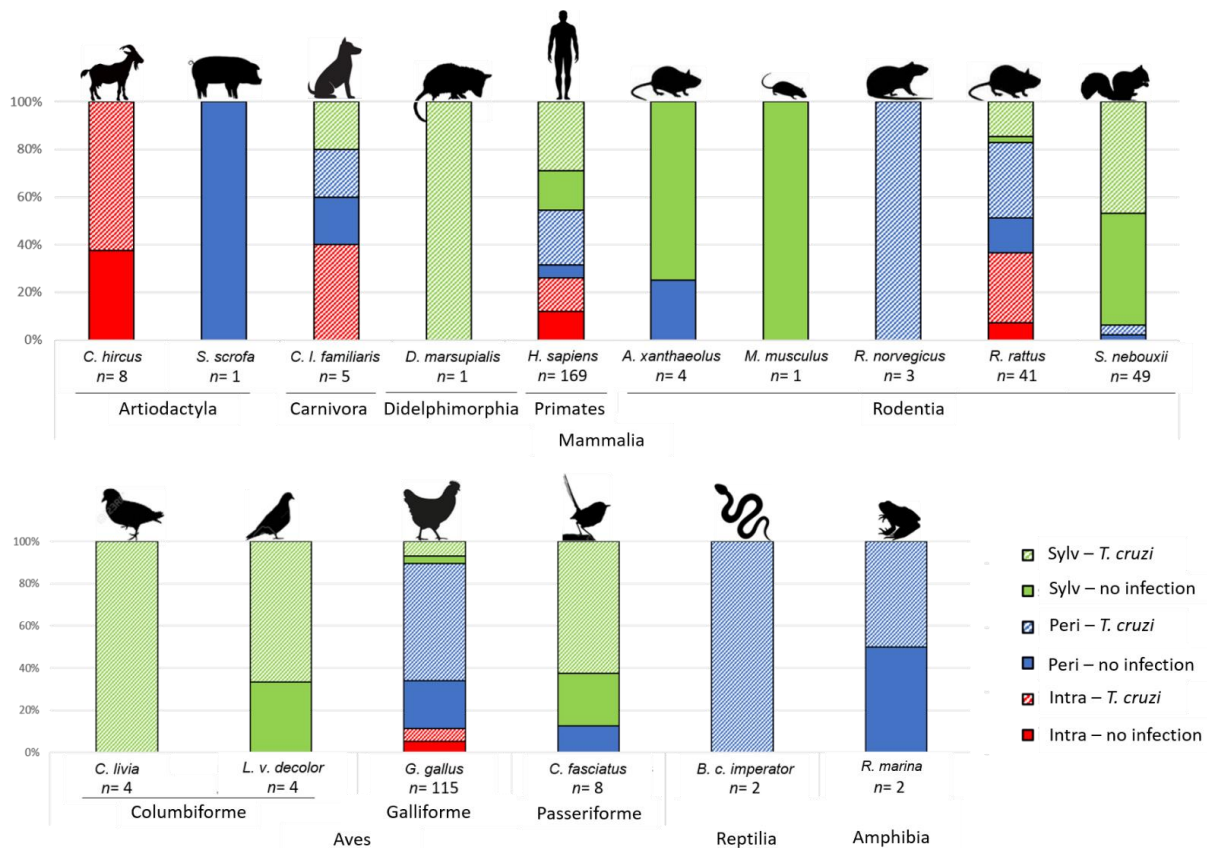 100%
80%
60%
40%
20%
0%
C. hircus S. scrofa C. l. familiaris D. marsupialis H. sapiens A. xanthaeolus M. musculus R. norvegicus R. rattus S. nebouxii
n= 8 n= 1 n= 5 n= 1 n= 169 n= 4 n= 1 n= 3 n= 41 n= 49
Artiodactyla Carnivora Didelphimorphia Primates Rodentia
Mammalia
100%
80%
60%
40%
20%
0%
C. livia L. v. decolor G. gallus C. fasciatus B. c. imperator R. marina
n= 4 n= 4 n= 115 n= 8 n= 2 n= 2
Columbiforme Galliforme Passeriforme
Aves Reptilia Amphibia
Sylv – T. cruzi
Sylv – no infection
Peri – T. cruzi
Peri – no infection
Intra – T. cruzi
Intra – no infection